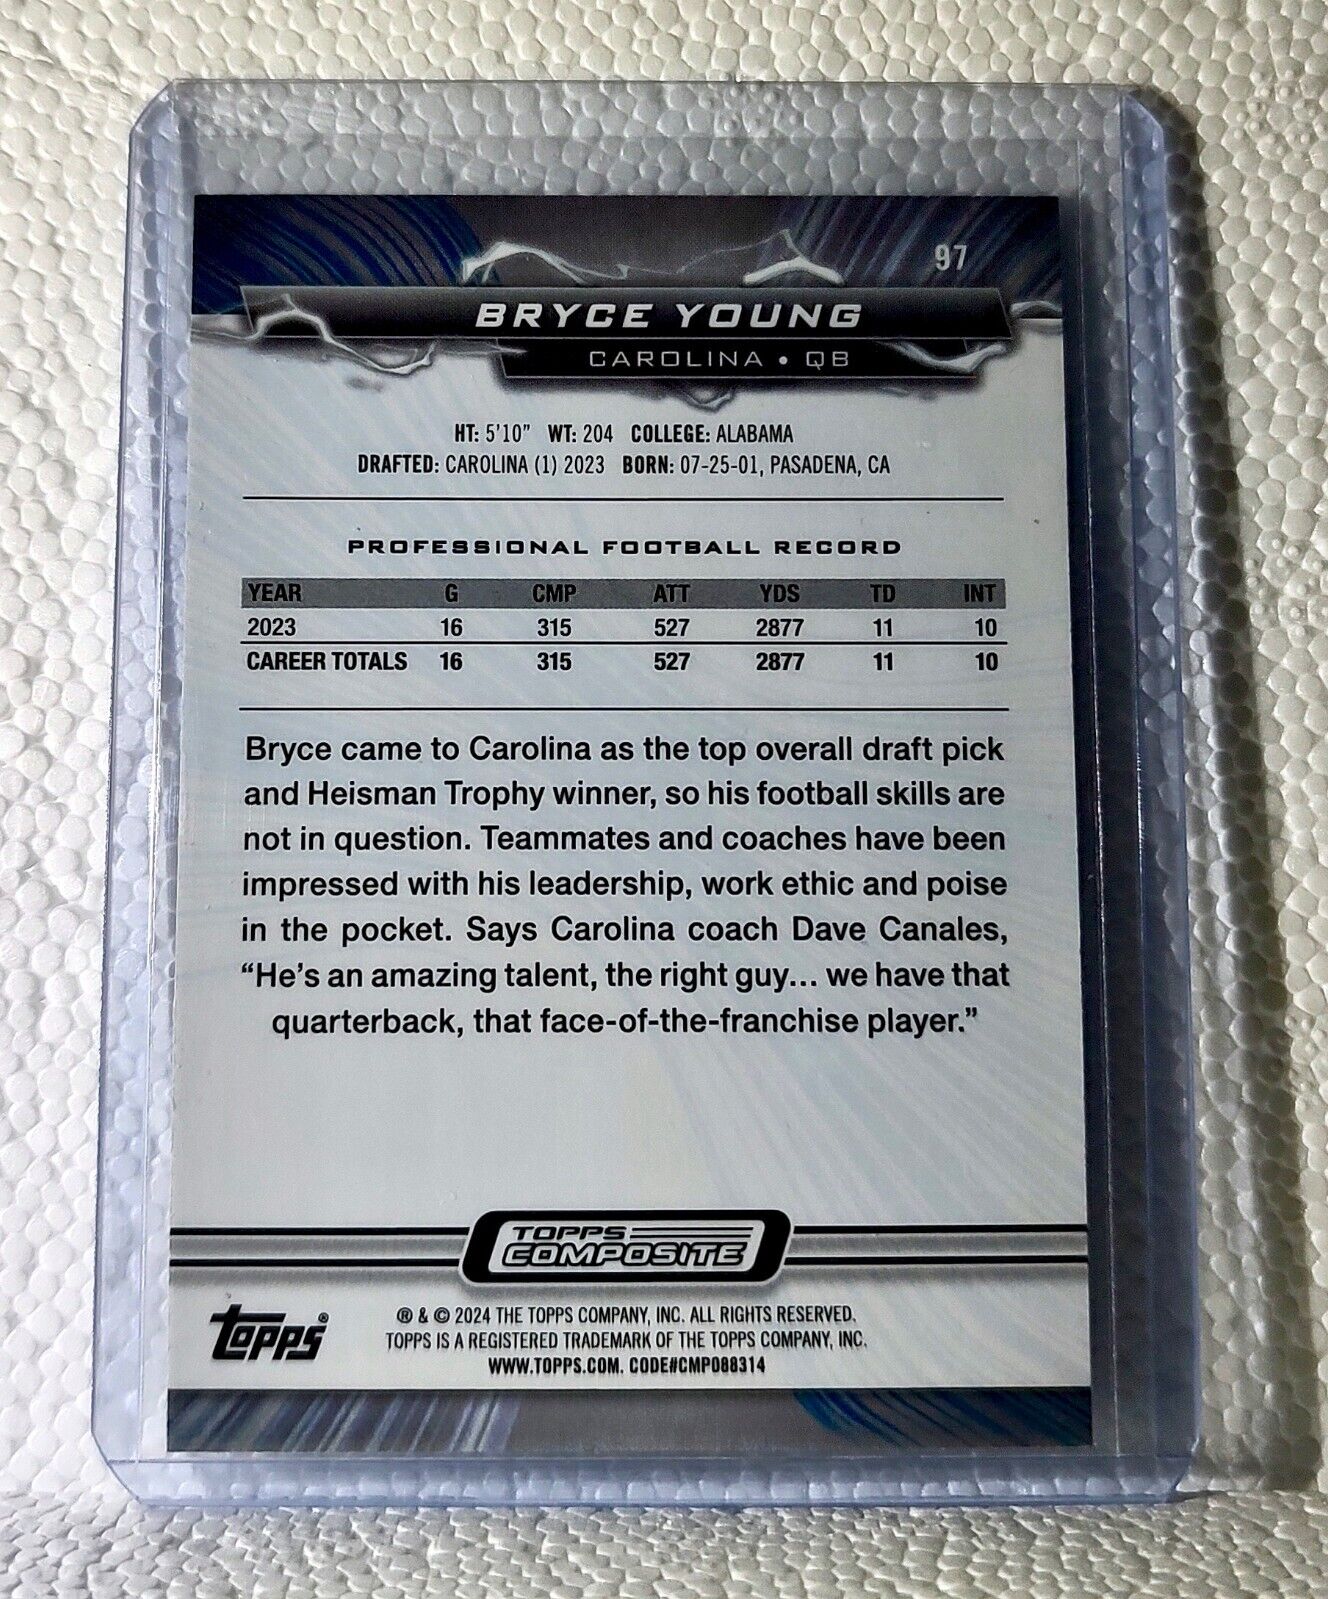 97
BRYCE YOUNG
CAROLINA • QB
HT: 5'10" WT: 204 COLLEGE: ALABAMA
DRAFTED: CAROLINA (1) 2023 BORN: 07-25-01, PASADENA, CA
PROFESSIONAL FOOTBALL RECORD
YEAR G CMP ATT YDS TD INT
2023 16 315 527 2877 11 10
CAREER TOTALS 16 315 527 2877 11 10
Bryce came to Carolina as the top overall draft pick
and Heisman Trophy winner, so his football skills are
not in question. Teammates and coaches have been
impressed with his leadership, work ethic and poise
in the pocket. Says Carolina coach Dave Canales,
“He’s an amazing talent, the right guy... we have that
quarterback, that face-of-the-franchise player.”
TOPPS
COMPOSITE
topps®
® & © 2024 THE TOPPS COMPANY, INC. ALL RIGHTS RESERVED.
TOPPS IS A REGISTERED TRADEMARK OF THE TOPPS COMPANY, INC.
WWW.TOPPS.COM. CODE#CMP088314